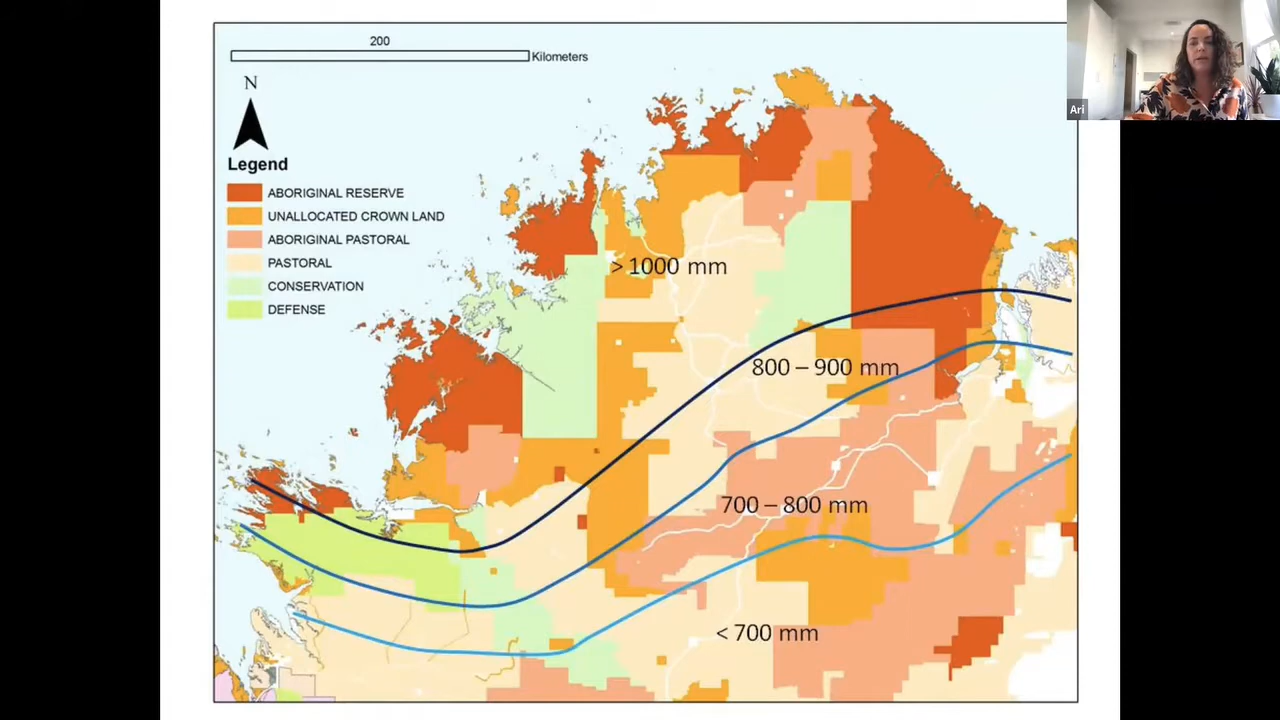 200
Kilometers
N
Legend
ABORIGINAL RESERVE
UNALLOCATED CROWN LAND
ABORIGINAL PASTORAL
PASTORAL
CONSERVATION
DEFENSE
> 1000 mm
800 – 900 mm
700 – 800 mm
< 700 mm
Ari